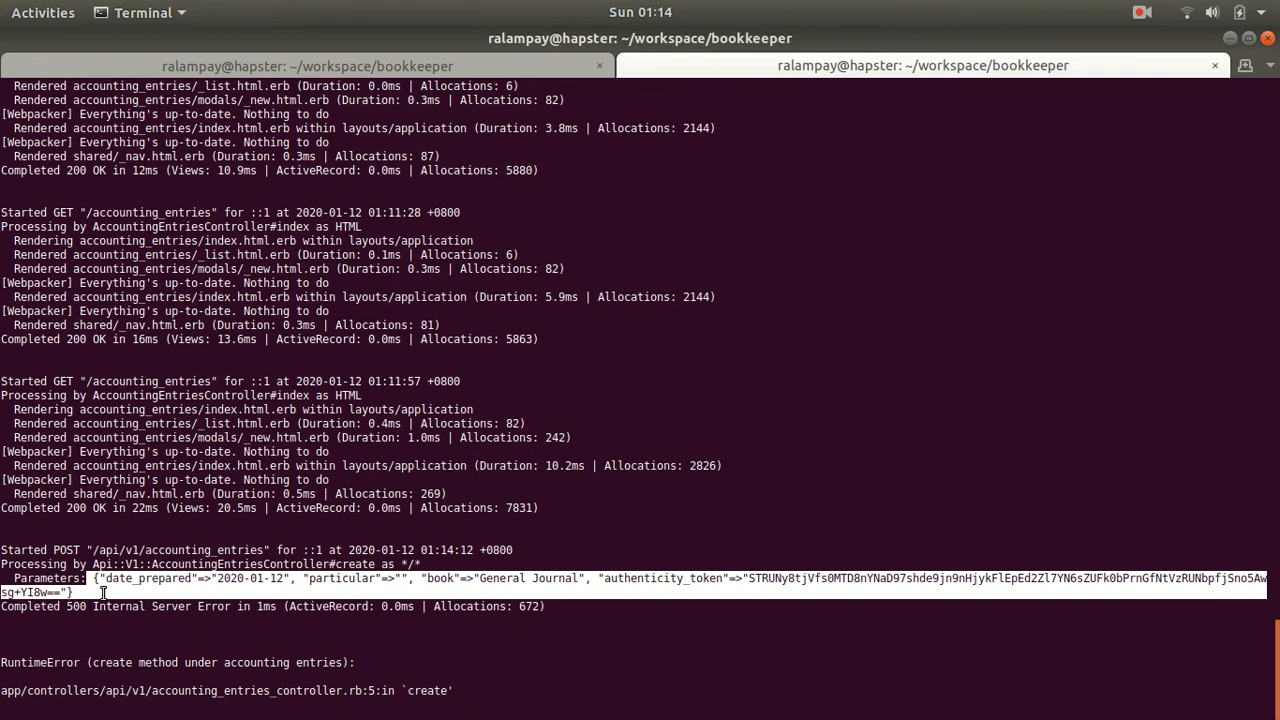 Activities Terminal Sun 01:14
ralampay@hapster: ~/workspace/bookkeeper
ralampay@hapster: ~/workspace/bookkeeper × ralampay@hapster: ~/workspace/bookkeeper ×
Rendered accounting_entries/_list.html.erb (Duration: 0.0ms | Allocations: 6)
Rendered accounting_entries/modals/_new.html.erb (Duration: 0.3ms | Allocations: 82)
[Webpacker] Everything's up-to-date. Nothing to do
Rendered accounting_entries/index.html.erb within layouts/application (Duration: 3.8ms | Allocations: 2144)
[Webpacker] Everything's up-to-date. Nothing to do
Rendered shared/_nav.html.erb (Duration: 0.3ms | Allocations: 87)
Completed 200 OK in 12ms (Views: 10.9ms | ActiveRecord: 0.0ms | Allocations: 5880)
Started GET "/accounting_entries" for ::1 at 2020-01-12 01:11:28 +0800
Processing by AccountingEntriesController#index as HTML
Rendering accounting_entries/index.html.erb within layouts/application
Rendered accounting_entries/_list.html.erb (Duration: 0.1ms | Allocations: 6)
Rendered accounting_entries/modals/_new.html.erb (Duration: 0.3ms | Allocations: 82)
[Webpacker] Everything's up-to-date. Nothing to do
Rendered accounting_entries/index.html.erb within layouts/application (Duration: 5.9ms | Allocations: 2144)
[Webpacker] Everything's up-to-date. Nothing to do
Rendered shared/_nav.html.erb (Duration: 0.3ms | Allocations: 81)
Completed 200 OK in 16ms (Views: 13.6ms | ActiveRecord: 0.0ms | Allocations: 5863)
Started GET "/accounting_entries" for ::1 at 2020-01-12 01:11:57 +0800
Processing by AccountingEntriesController#index as HTML
Rendering accounting_entries/index.html.erb within layouts/application
Rendered accounting_entries/_list.html.erb (Duration: 0.4ms | Allocations: 82)
Rendered accounting_entries/modals/_new.html.erb (Duration: 1.0ms | Allocations: 242)
[Webpacker] Everything's up-to-date. Nothing to do
Rendered accounting_entries/index.html.erb within layouts/application (Duration: 10.2ms | Allocations: 2826)
[Webpacker] Everything's up-to-date. Nothing to do
Rendered shared/_nav.html.erb (Duration: 0.5ms | Allocations: 269)
Completed 200 OK in 22ms (Views: 20.5ms | ActiveRecord: 0.0ms | Allocations: 7831)
Started POST "/api/v1/accounting_entries" for ::1 at 2020-01-12 01:14:12 +0800
Processing by Api::V1::AccountingEntriesController#create as */*
Parameters: {"date_prepared"=>"2020-01-12", "particular"=>"", "book"=>"General Journal", "authenticity_token"=>"STRUNy8tjVfs0MTD8nYNaD97shde9jn9nHjykFlEpEd2Zl7YN6sZUFk0bPrnGfNtVzRUNbpfjSno5Aw
sg+YI8w=="}
Completed 500 Internal Server Error in 1ms (ActiveRecord: 0.0ms | Allocations: 672)
RuntimeError (create method under accounting entries):
app/controllers/api/v1/accounting_entries_controller.rb:5:in `create'